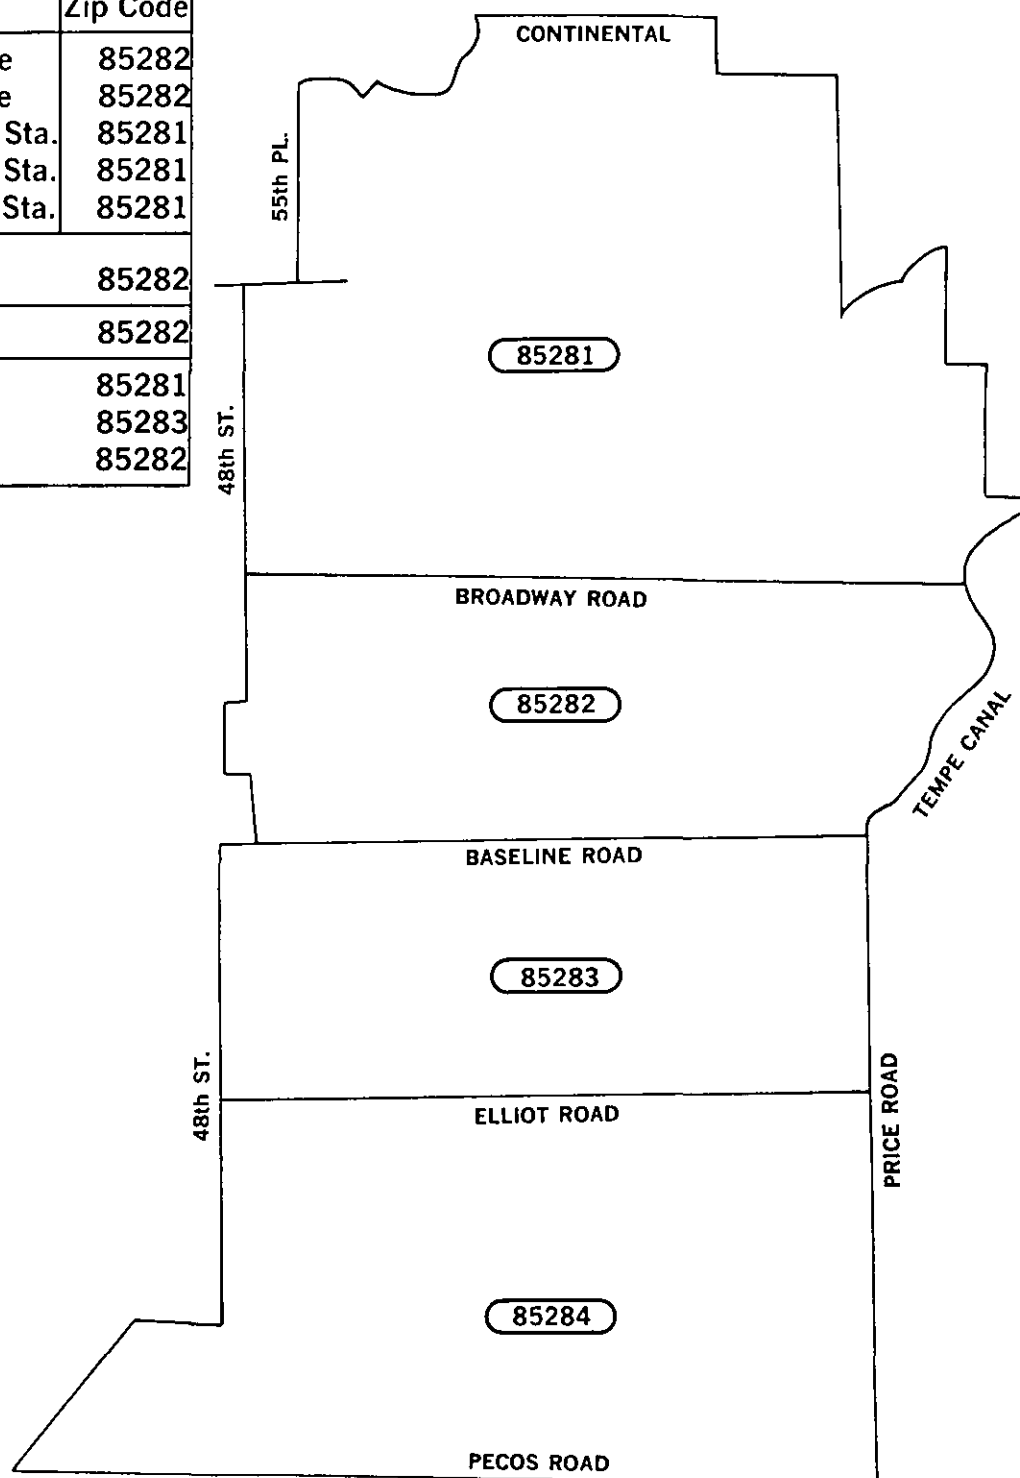 Zip Code
e 85282
e 85282
Sta. 85281
Sta. 85281
Sta. 85281
85282
85282
85281
85283
85282
CONTINENTAL
55th PL.
85281
48th ST.
BROADWAY ROAD
85282
TEMPE CANAL
BASELINE ROAD
85283
48th ST.
ELLIOT ROAD
PRICE ROAD
85284
PECOS ROAD